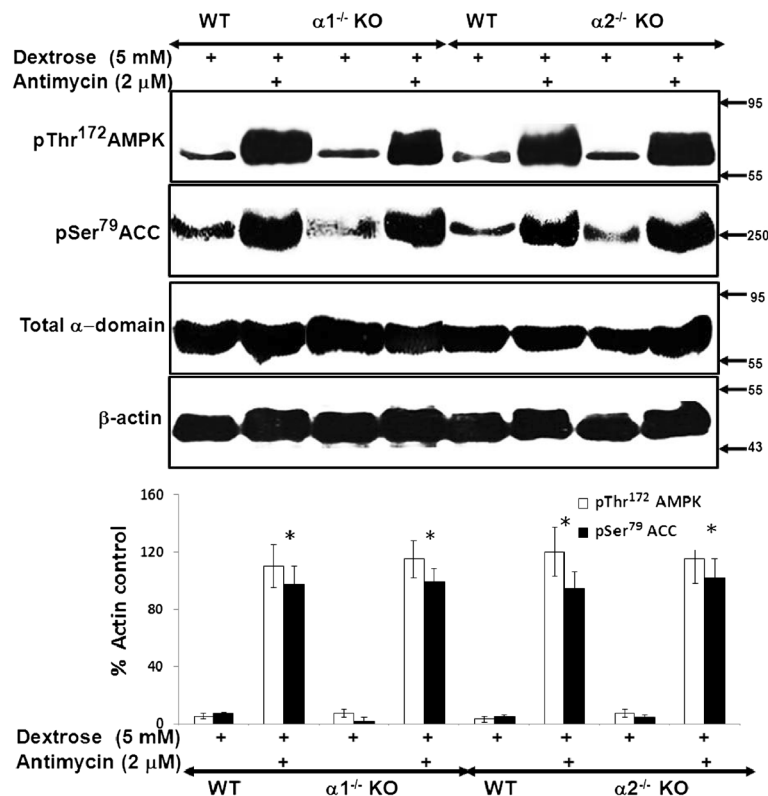 WT α1-/- KO WT α2-/- KO
Dextrose (5 mM) + + + + + + + +
Antimycin (2 μM) + + + +
pThr172AMPK
95
55
pSer79ACC
250
Total α–domain
95
55
β-actin
55
43
% Actin control
160
120
80
40
0
pThr172 AMPK
pSer79 ACC
* * * *
Dextrose (5 mM) + + + + + + + +
Antimycin (2 μM) + + + +
WT α1-/- KO WT α2-/- KO